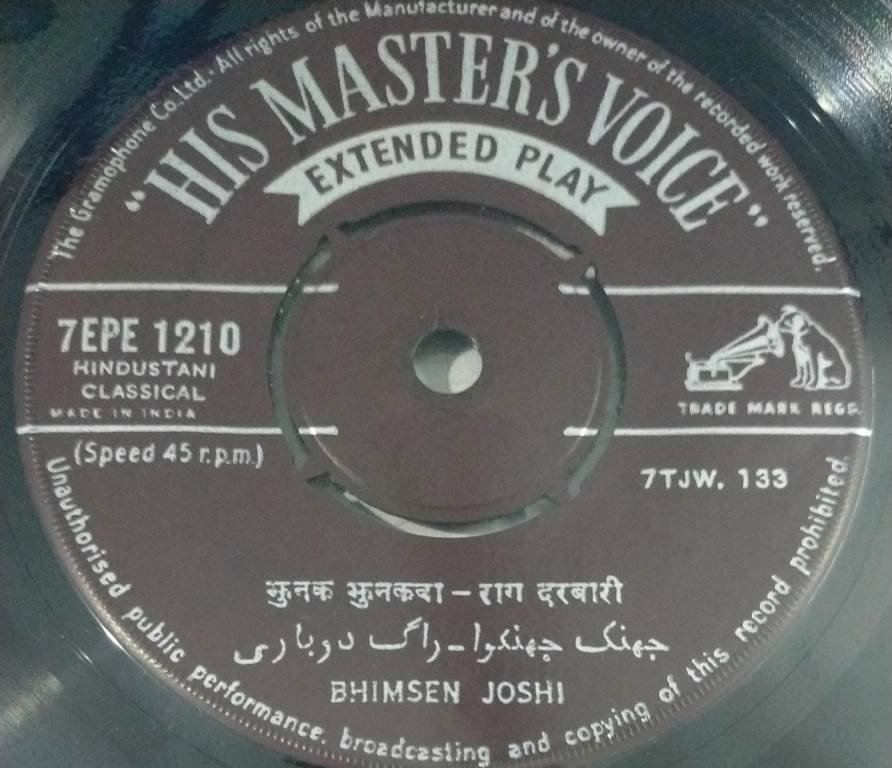 The Gramophone Co. Ltd. - All rights of the Manufacturer and of the owner of the recorded work reserved.
"HIS MASTER'S VOICE"
EXTENDED PLAY
7EPE 1210
HINDUSTANI
CLASSICAL
MADE IN INDIA
TRADE MARK REGD.
(Speed 45 r.p.m.)
7TJW. 133
झुनक झुनकवा – राग दरबारी
جھنک جھنکوا۔راگ درباری
BHIMSEN JOSHI
Unauthorised public performance, broadcasting and copying of this record prohibited.